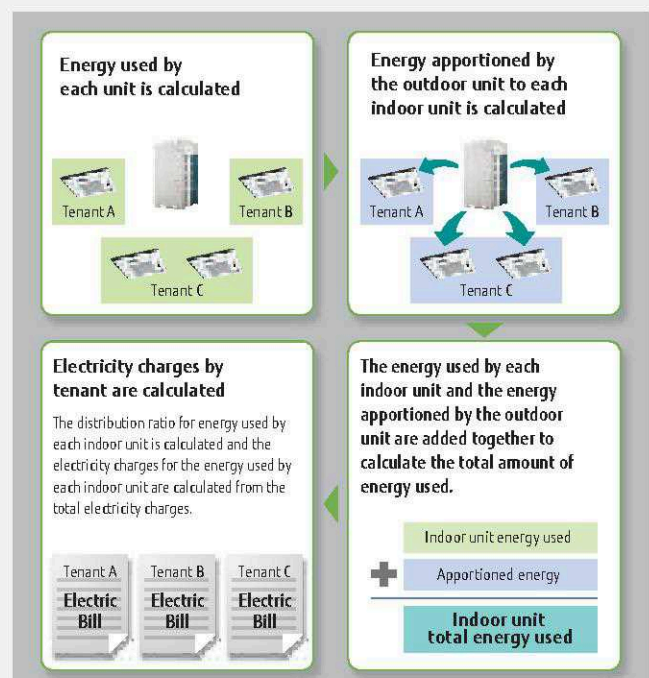 Energy used by
each unit is calculated
Tenant A
Tenant B
Tenant C
Energy apportioned by
the outdoor unit to each
indoor unit is calculated
Tenant A
Tenant B
Tenant C
The energy used by each
indoor unit and the energy
apportioned by the outdoor
unit are added together to
calculate the total amount of
energy used.
Indoor unit energy used
+ Apportioned energy
Indoor unit
total energy used
Electricity charges by
tenant are calculated
The distribution ratio for energy used by
each indoor unit is calculated and the
electricity charges for the energy used by
each indoor unit are calculated from the
total electricity charges.
Tenant A
Electric
Bill
Tenant B
Electric
Bill
Tenant C
Electric
Bill